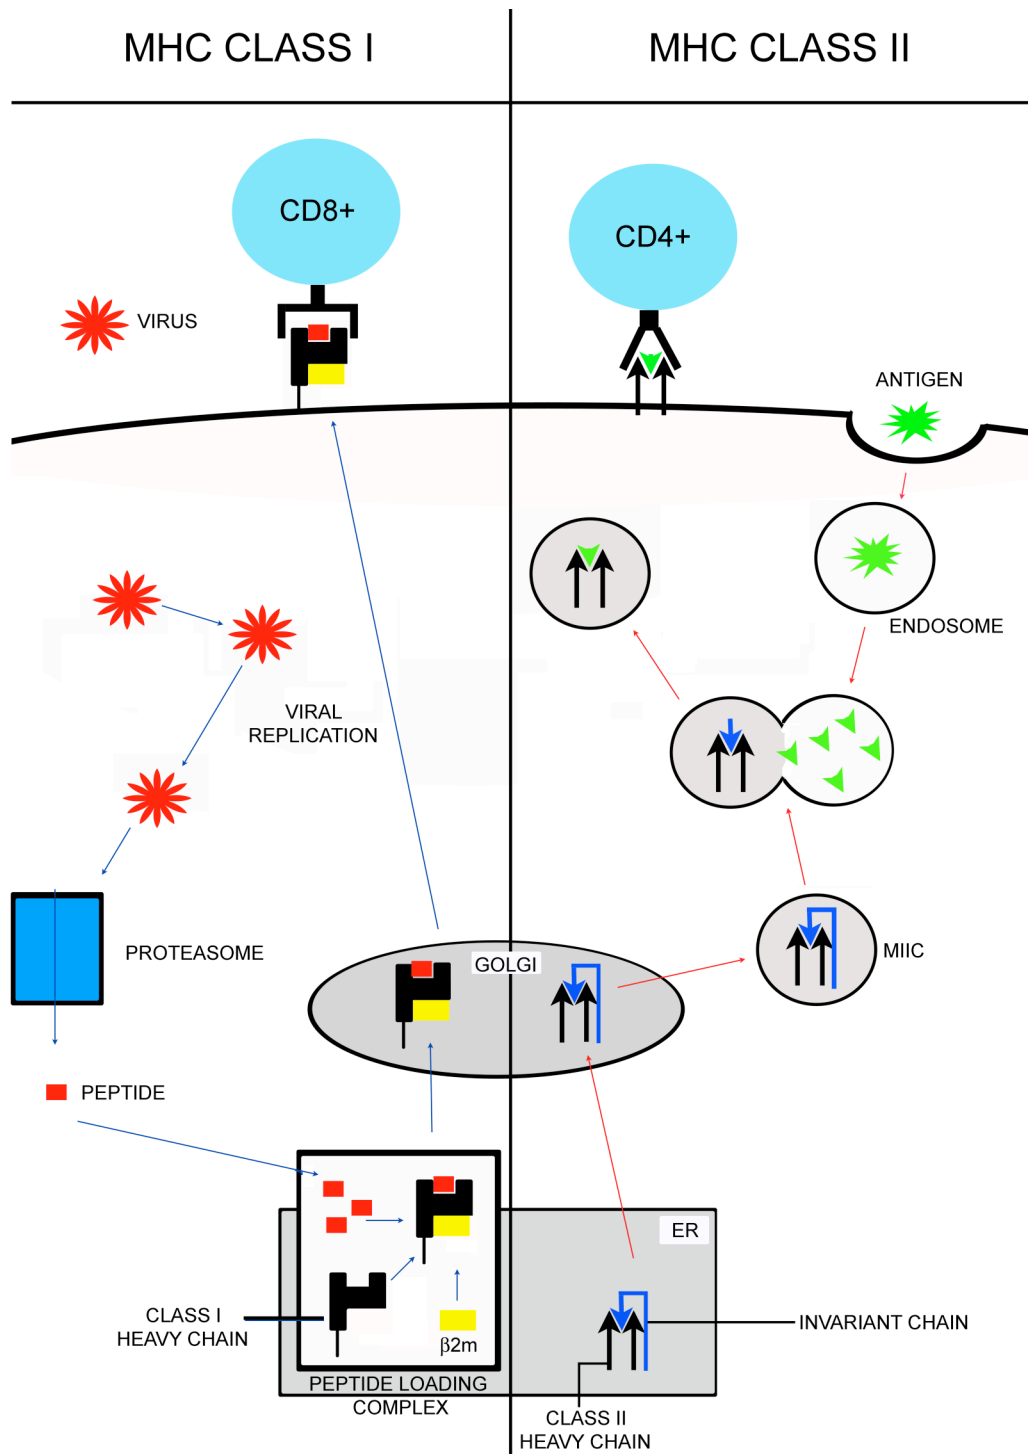 MHC CLASS I
MHC CLASS II
CD8+
CD4+
VIRUS
ANTIGEN
ENDOSOME
VIRAL
REPLICATION
PROTEASOME
GOLGI
MIIC
PEPTIDE
ER
CLASS I
HEAVY CHAIN
β2m
INVARIANT CHAIN
PEPTIDE LOADING
COMPLEX
CLASS II
HEAVY CHAIN